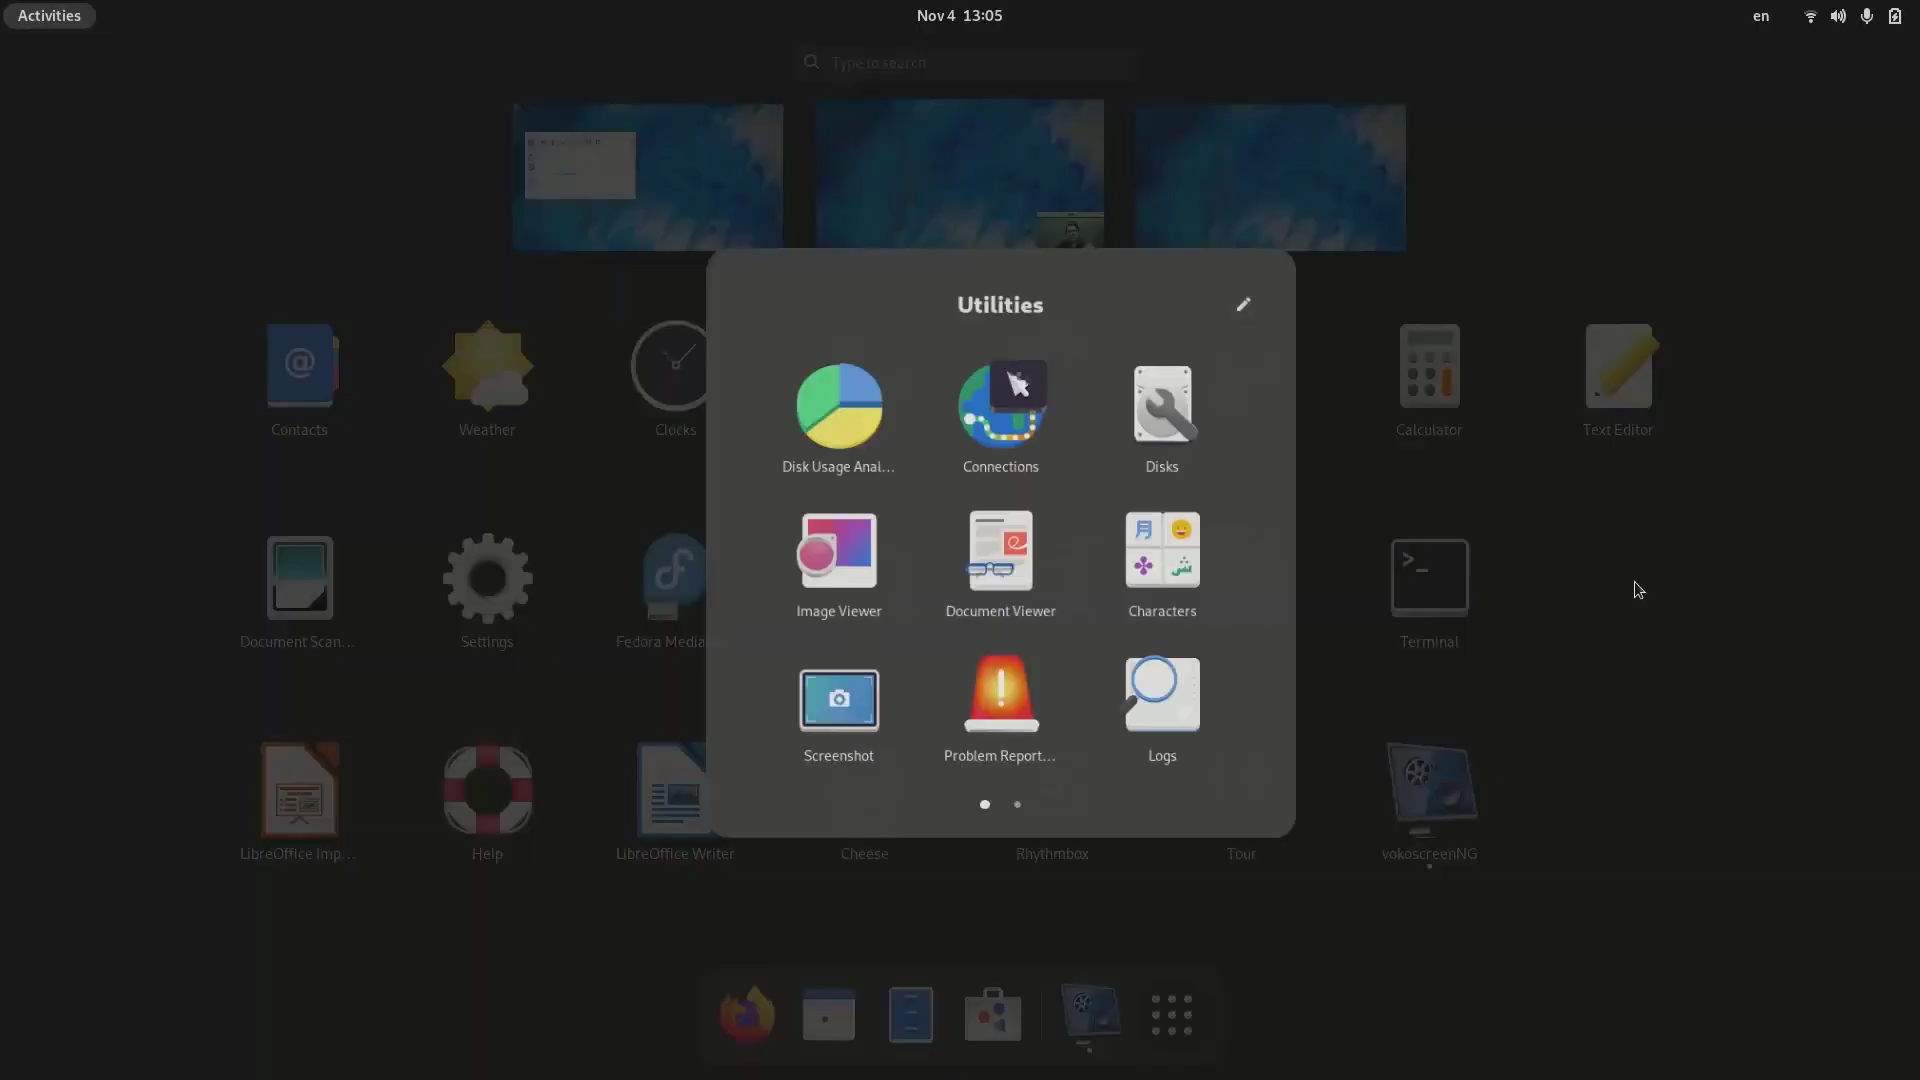 Activities
Nov 4 13:05
en
Type to search
Utilities
Contacts
Weather
Clocks
Calculator
Text Editor
Disk Usage Anal...
Connections
Disks
Image Viewer
Document Viewer
Characters
Document Scan...
Settings
Fedora Media
Terminal
Screenshot
Problem Report...
Logs
LibreOffice Imp...
Help
LibreOffice Writer
Cheese
Rhythmbox
Tour
vokoscreenNG